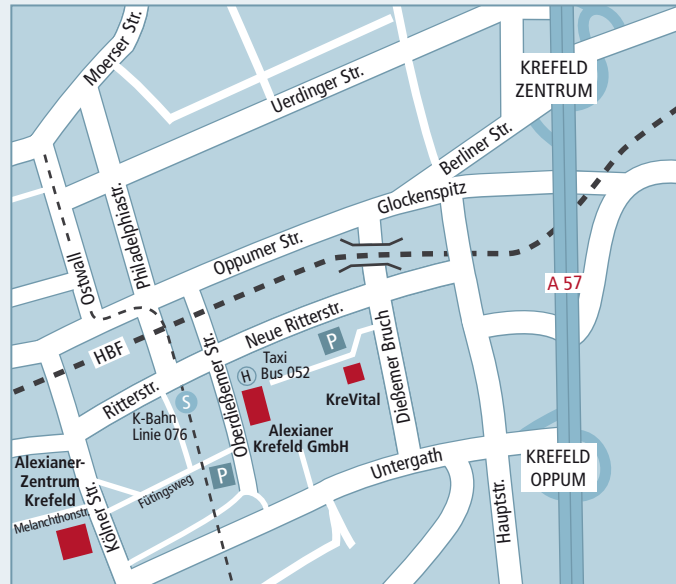 Moerser Str.
Uerdinger Str.
KREFELD
ZENTRUM
Berliner Str.
Glockenspitz
Philadelphiastr.
Ostwall
Oppumer Str.
A 57
HBF
Neue Ritterstr.
Ritterstr.
Oberdießemer Str.
Dießemer Bruch
P
H
Taxi
Bus 052
S
K-Bahn
Linie 076
KreVital
Alexianer
Krefeld GmbH
Alexianer-
Zentrum
Krefeld
Melanchthonstr.
Kölner Str.
Fütingsweg
P
Untergath
Hauptstr.
KREFELD
OPPUM